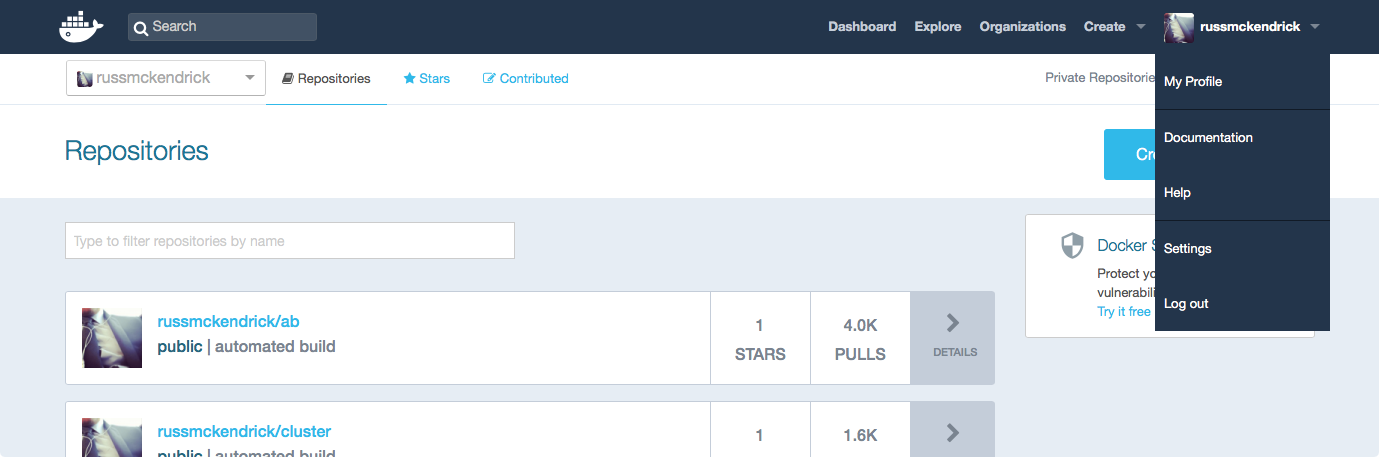 Search
Dashboard Explore Organizations Create russmckendrick
russmckendrick Repositories Stars Contributed Private Repositorie
My Profile
Documentation
Help
Settings
Log out
Repositories
Cre
Type to filter repositories by name
Docker S
Protect yo
vulnerabili
Try it free
russmckendrick/ab
public | automated build
1
STARS
4.0K
PULLS
DETAILS
russmckendrick/cluster
public | automated build
1
1.6K